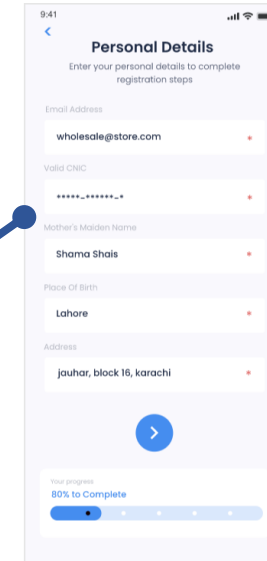 9:41
Personal Details
Enter your personal details to complete
registration steps
Email Address
wholesale@store.com *
Valid CNIC
*****-******-* *
Mother's Maiden Name
Shama Shais *
Place Of Birth
Lahore *
Address
jauhar, block 16, karachi *
Your progrets
80% to Complete